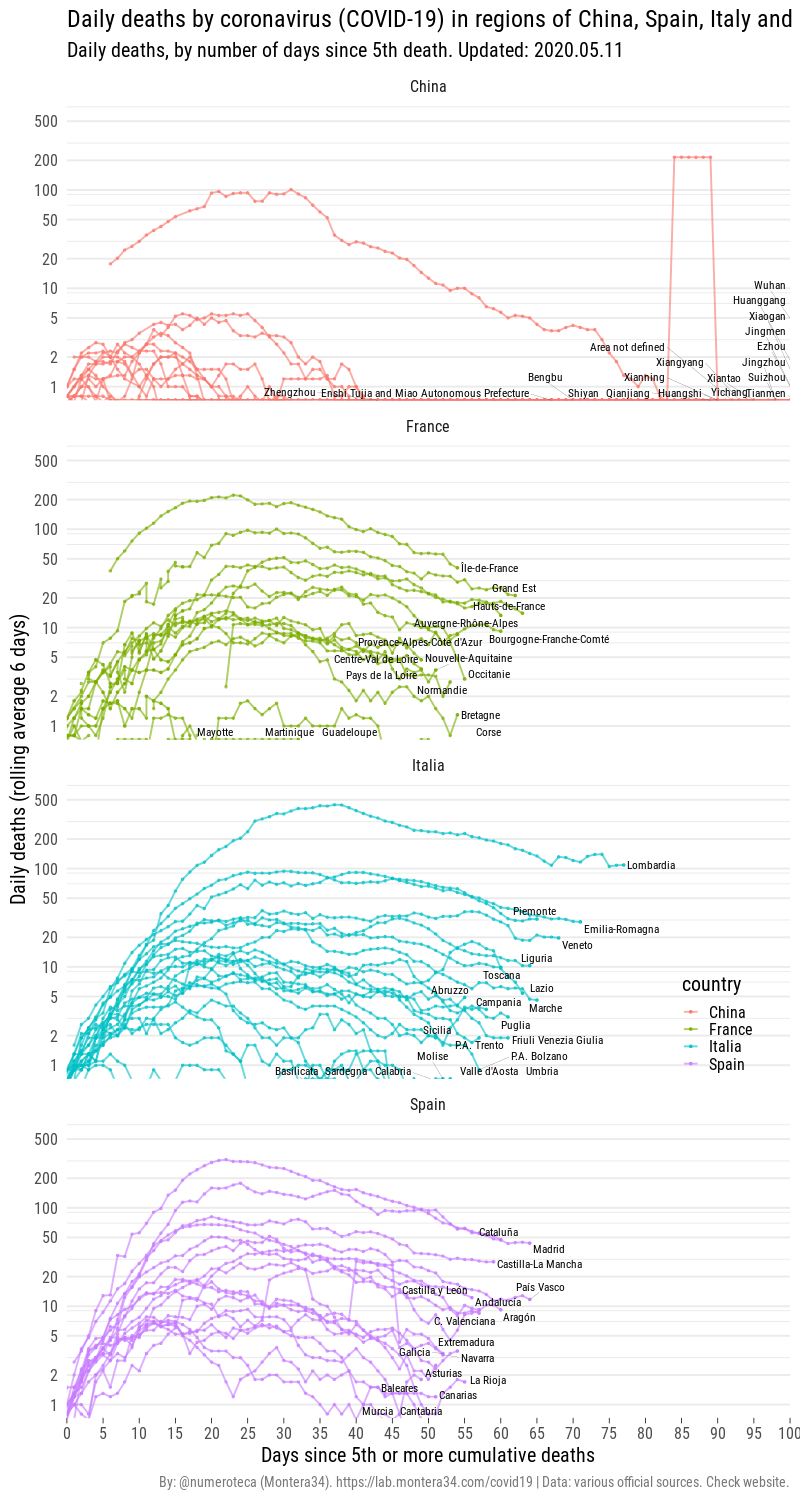 Daily deaths by coronavirus (COVID-19) in regions of China, Spain, Italy and
Daily deaths, by number of days since 5th death. Updated: 2020.05.11
Daily deaths (rolling average 6 days)
China
500
200
100
50
20
10
5
2
1
Wuhan
Huanggang
Xiaogan
Jingmen
Ezhou
Area not defined
Xiangyang
Jingzhou
Bengbu
Xianning
Xiantao
Suizhou
Zhengzhou
Enshi Tujia and Miao Autonomous Prefecture
Shiyan
Qianjiang
Huangshi
Yichang
Tianmen
France
500
200
100
50
20
10
5
2
1
Île-de-France
Grand Est
Hauts-de-France
Auvergne-Rhône-Alpes
Bourgogne-Franche-Comté
Provence-Alpes-Côte d'Azur
Centre-Val de Loire
Nouvelle-Aquitaine
Pays de la Loire
Occitanie
Normandie
Bretagne
Mayotte
Martinique
Guadeloupe
Corse
Italia
500
200
100
50
20
10
5
2
1
Lombardia
Piemonte
Emilia-Romagna
Veneto
Liguria
Toscana
Abruzzo
Lazio
Campania
Marche
Puglia
Sicilia
P.A. Trento
Friuli Venezia Giulia
Molise
P.A. Bolzano
Basilicata
Sardegna
Calabria
Valle d'Aosta
Umbria
country
China
France
Italia
Spain
Spain
500
200
100
50
20
10
5
2
1
Cataluña
Madrid
Castilla-La Mancha
Castilla y León
País Vasco
Andalucía
C. Valenciana
Aragón
Extremadura
Galicia
Navarra
Asturias
La Rioja
Baleares
Canarias
Murcia
Cantabria
0 5 10 15 20 25 30 35 40 45 50 55 60 65 70 75 80 85 90 95 100
Days since 5th or more cumulative deaths
By: @numeroteca (Montera34). https://lab.montera34.com/covid19 | Data: various official sources. Check website.